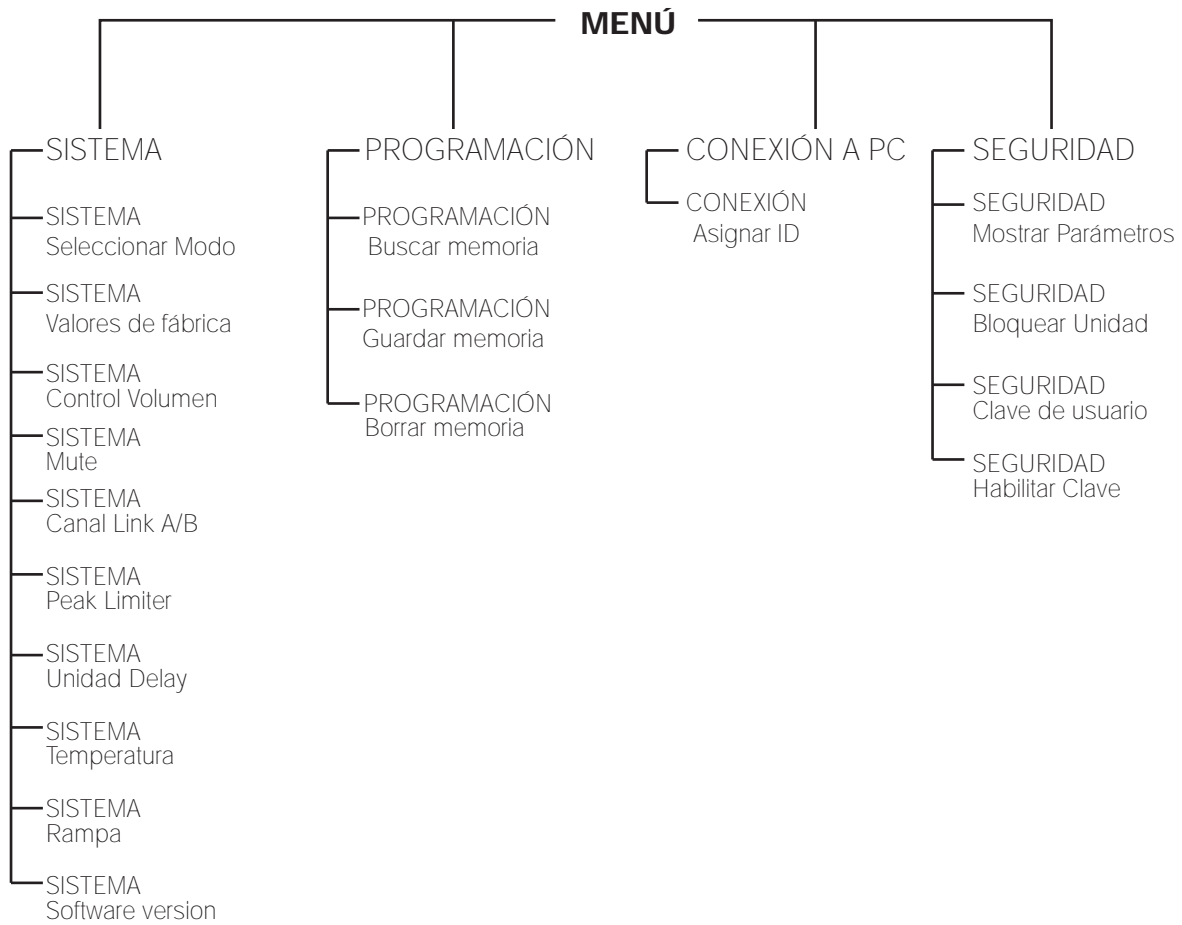 MENÚ
SISTEMA
SISTEMA
Seleccionar Modo
SISTEMA
Valores de fábrica
SISTEMA
Control Volumen
SISTEMA
Mute
SISTEMA
Canal Link A/B
SISTEMA
Peak Limiter
SISTEMA
Unidad Delay
SISTEMA
Temperatura
SISTEMA
Rampa
SISTEMA
Software version
PROGRAMACIÓN
PROGRAMACIÓN
Buscar memoria
PROGRAMACIÓN
Guardar memoria
PROGRAMACIÓN
Borrar memoria
CONEXIÓN A PC
CONEXIÓN
Asignar ID
SEGURIDAD
SEGURIDAD
Mostrar Parámetros
SEGURIDAD
Bloquear Unidad
SEGURIDAD
Clave de usuario
SEGURIDAD
Habilitar Clave